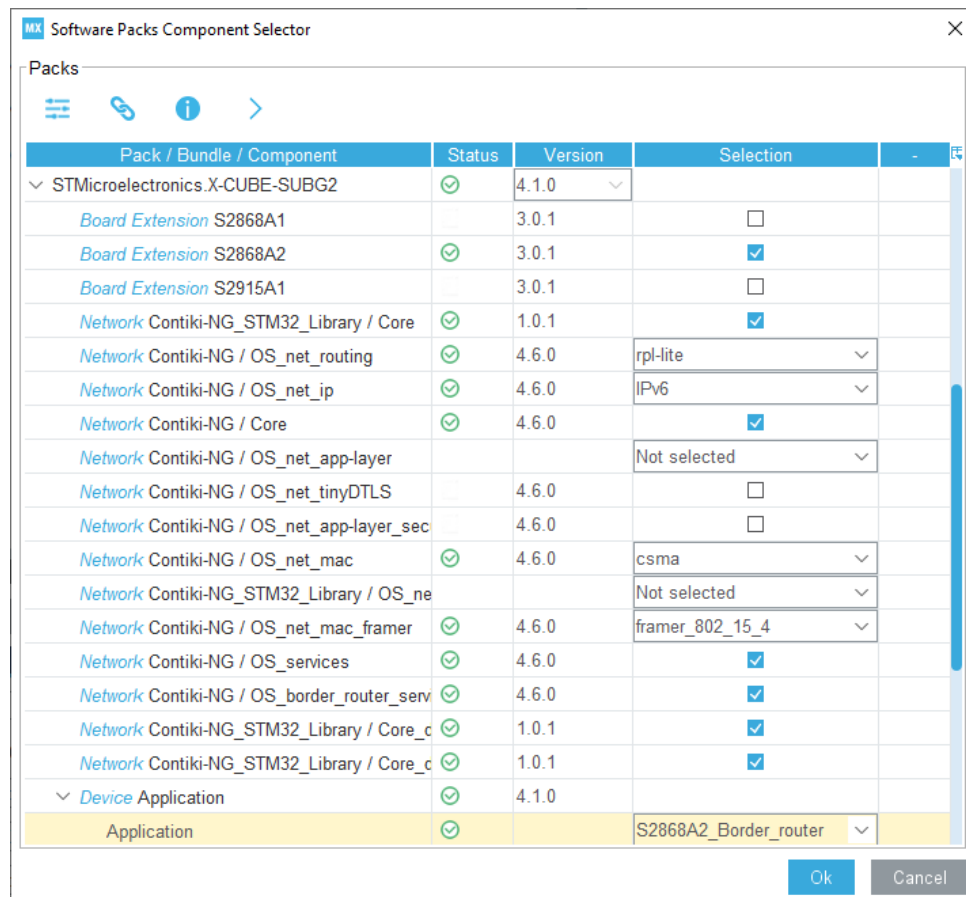 MX Software Packs Component Selector
Packs
Pack / Bundle / Component Status Version Selection -
STMicroelectronics.X-CUBE-SUBG2 4.1.0
Board Extension S2868A1 3.0.1
Board Extension S2868A2 3.0.1
Board Extension S2915A1 3.0.1
Network Contiki-NG_STM32_Library / Core 1.0.1
Network Contiki-NG / OS_net_routing 4.6.0 rpl-lite
Network Contiki-NG / OS_net_ip 4.6.0 IPv6
Network Contiki-NG / Core 4.6.0
Network Contiki-NG / OS_net_app-layer Not selected
Network Contiki-NG / OS_net_tinyDTLS 4.6.0
Network Contiki-NG / OS_net_app-layer_sec 4.6.0
Network Contiki-NG / OS_net_mac 4.6.0 csma
Network Contiki-NG_STM32_Library / OS_ne Not selected
Network Contiki-NG / OS_net_mac_framer 4.6.0 framer_802_15_4
Network Contiki-NG / OS_services 4.6.0
Network Contiki-NG / OS_border_router_serv 4.6.0
Network Contiki-NG_STM32_Library / Core_c 1.0.1
Network Contiki-NG_STM32_Library / Core_c 1.0.1
Device Application 4.1.0
Application S2868A2_Border_router
Ok Cancel